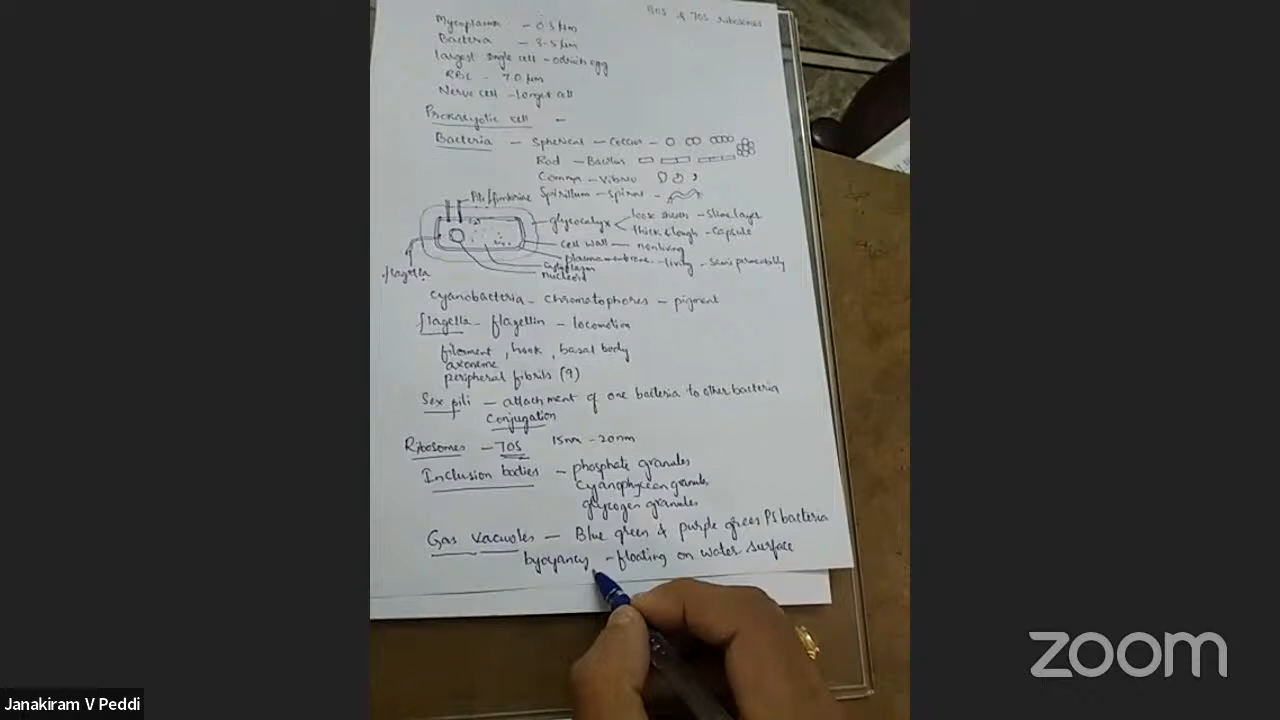 80S & 70S ribosomes
Mycoplasma - 0.3 µm
Bacteria - 3-5 µm
largest single cell - odrich egg
RBC - 7.0 µm
Nerve cell - longest cell
Prokaryotic cell -
Bacteria - Spherical - Coccus -
Rod - Bacillus
Comma - Vibrio
Spirillum - Spiral -
Pili/fimbriae
glycocalyx
loose sheath - Slime layer
thick & tough - capsule
cell wall - nonliving
plasmamembrane - living - Semi permeability
cytoplasm
nucleoid
flagella
Cyanobacteria - chromatophores - pigment
flagella - flagellin - locomotion
filament, hook, basal body
axoneme
peripheral fibrils (9)
Sex pili - attachment of one bacteria to other bacteria
Conjugation
Ribosomes - 70S 15nm - 20nm
Inclusion bodies - phosphate granules
cyanophycean granules
glycogen granules
Gas vacuoles - Blue green & purple green PS bacteria
byoyancy - floating on water surface
Janakiram V Peddi
zoom